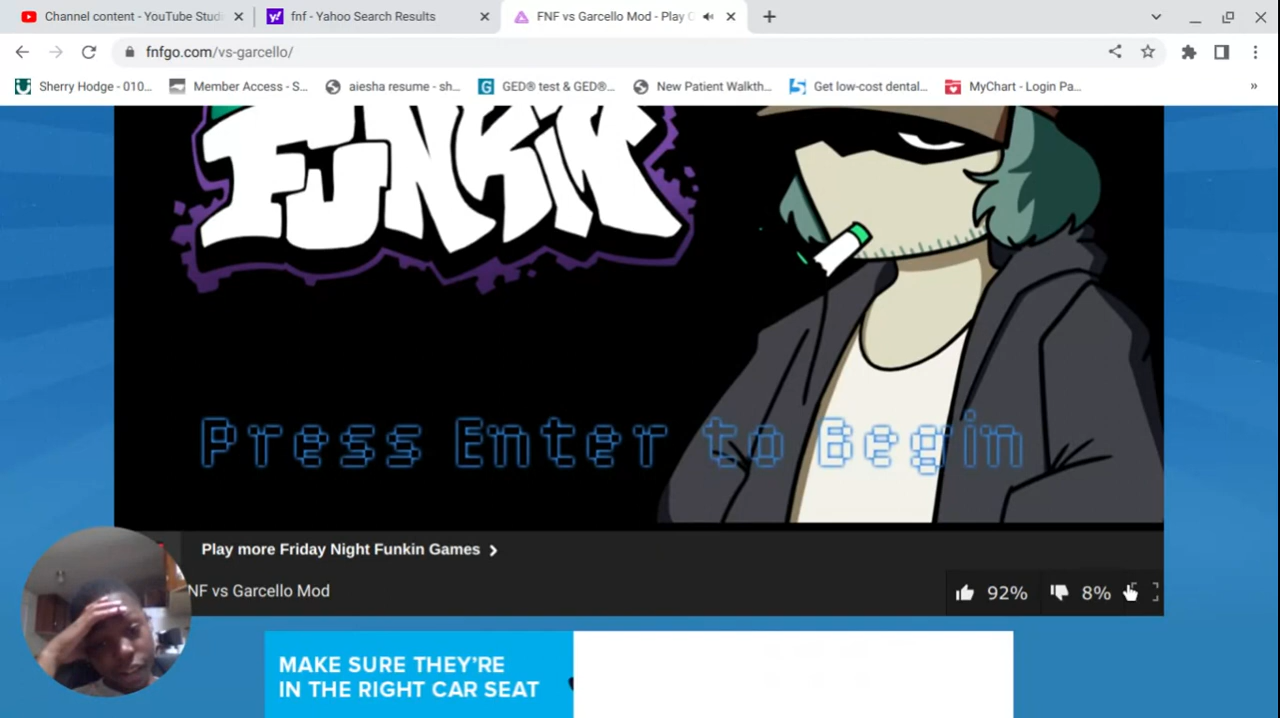 Channel content - YouTube Stud
fnf - Yahoo Search Results
FNF vs Garcello Mod - Play
fnfgo.com/vs-garcello/
Sherry Hodge - 010...
Member Access - S...
aiesha resume - sh...
GED® test & GED®...
New Patient Walkth...
Get low-cost dental...
MyChart - Login Pa...
»
FUNKIN
Press Enter to Begin
Play more Friday Night Funkin Games
NF vs Garcello Mod
92%
8%
MAKE SURE THEY'RE
IN THE RIGHT CAR SEAT